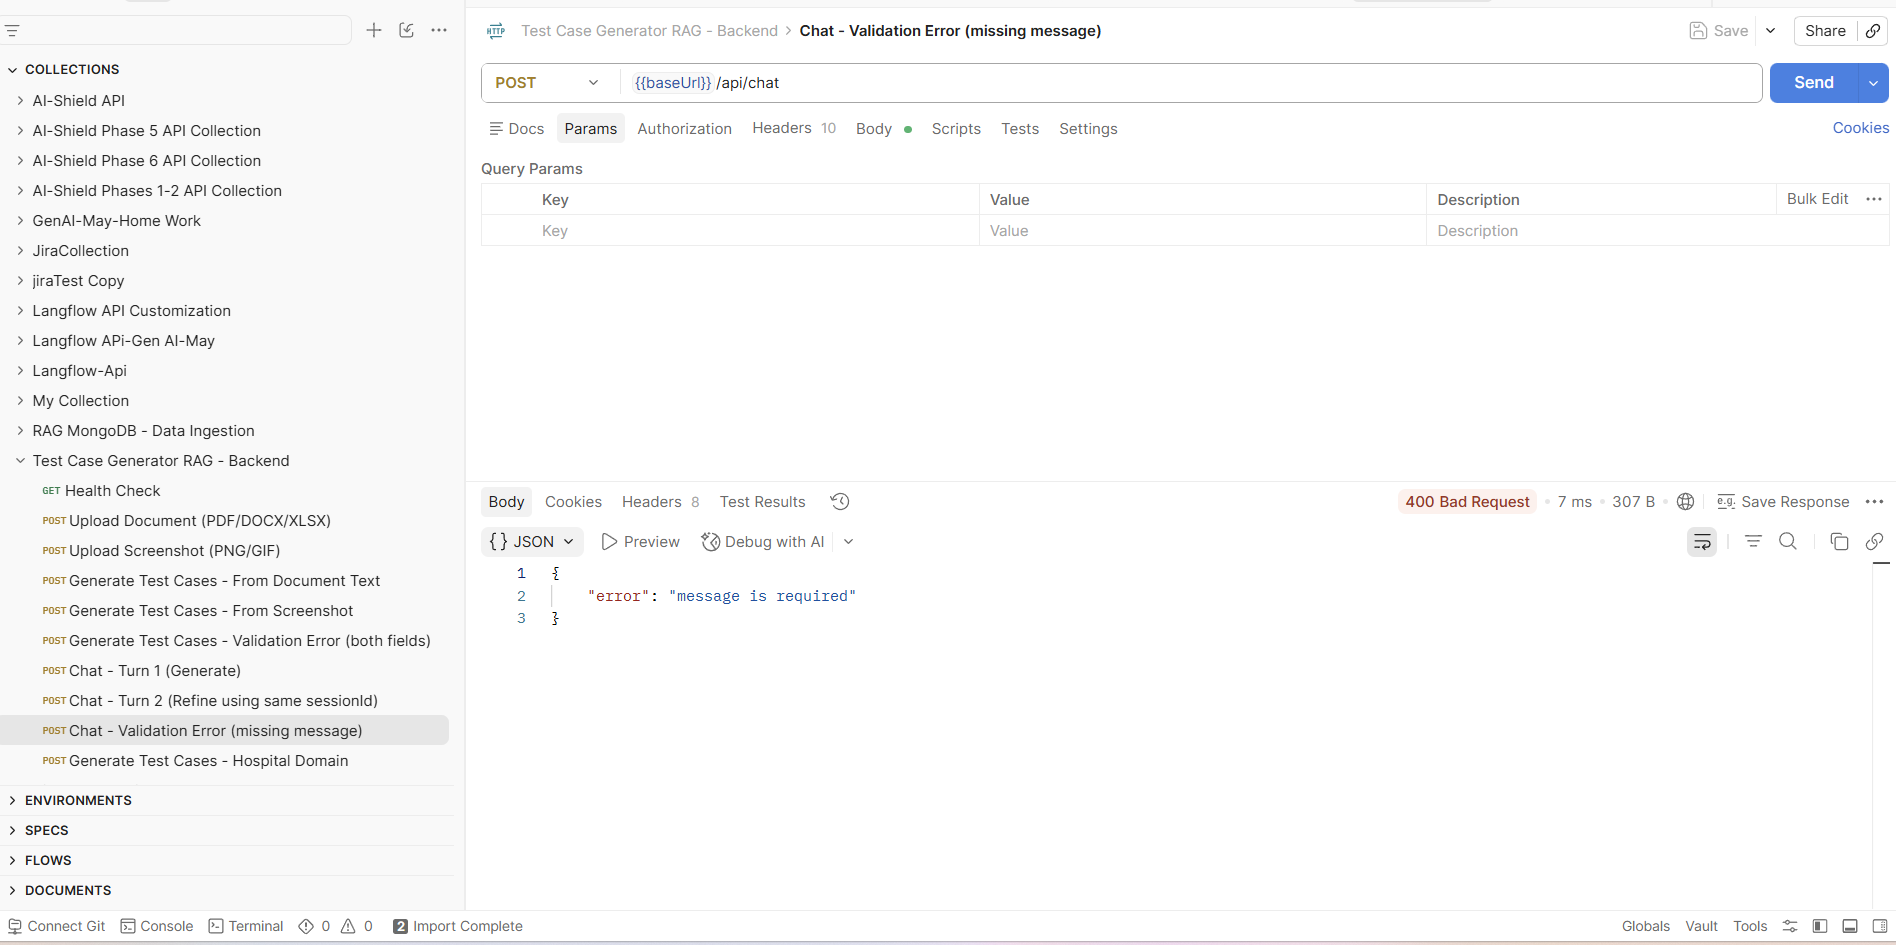 COLLECTIONS
AI-Shield API
AI-Shield Phase 5 API Collection
AI-Shield Phase 6 API Collection
AI-Shield Phases 1-2 API Collection
GenAI-May-Home Work
JiraCollection
jiraTest Copy
Langflow API Customization
Langflow APi-Gen AI-May
Langflow-Api
My Collection
RAG MongoDB - Data Ingestion
Test Case Generator RAG - Backend
GET Health Check
POST Upload Document (PDF/DOCX/XLSX)
POST Upload Screenshot (PNG/GIF)
POST Generate Test Cases - From Document Text
POST Generate Test Cases - From Screenshot
POST Generate Test Cases - Validation Error (both fields)
POST Chat - Turn 1 (Generate)
POST Chat - Turn 2 (Refine using same sessionId)
POST Chat - Validation Error (missing message)
POST Generate Test Cases - Hospital Domain
ENVIRONMENTS
SPECS
FLOWS
DOCUMENTS
HTTP Test Case Generator RAG - Backend > Chat - Validation Error (missing message) Save Share
POST {{baseUrl}} /api/chat Send
Docs Params Authorization Headers 10 Body Scripts Tests Settings Cookies
Query Params
Key Value Description Bulk Edit
Key Value Description
Body Cookies Headers 8 Test Results 400 Bad Request 7 ms 307 B e.g. Save Response
{} JSON Preview Debug with AI
1 {
2 "error": "message is required"
3 }
Connect Git Console Terminal 0 0 2 Import Complete Globals Vault Tools